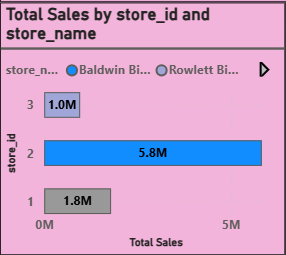 Total Sales by store_id and
store_name
store_n... Baldwin Bi... Rowlett Bi...
3 1.0M
2 5.8M
1 1.8M
0M 5M
store_id
Total Sales